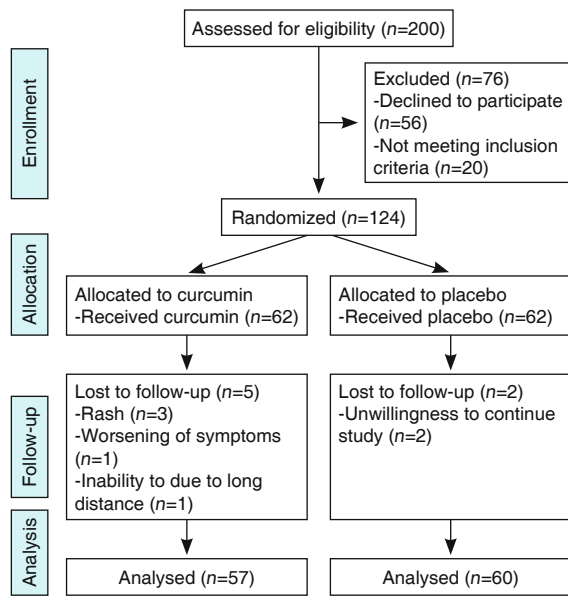 Assessed for eligibility (n=200)
Enrollment
Excluded (n=76)
-Declined to participate
(n=56)
-Not meeting inclusion
criteria (n=20)
Randomized (n=124)
Allocation
Allocated to curcumin
-Received curcumin (n=62)
Allocated to placebo
-Received placebo (n=62)
Follow-up
Lost to follow-up (n=5)
-Rash (n=3)
-Worsening of symptoms
(n=1)
-Inability to due to long
distance (n=1)
Lost to follow-up (n=2)
-Unwillingness to continue
study (n=2)
Analysis
Analysed (n=57)
Analysed (n=60)